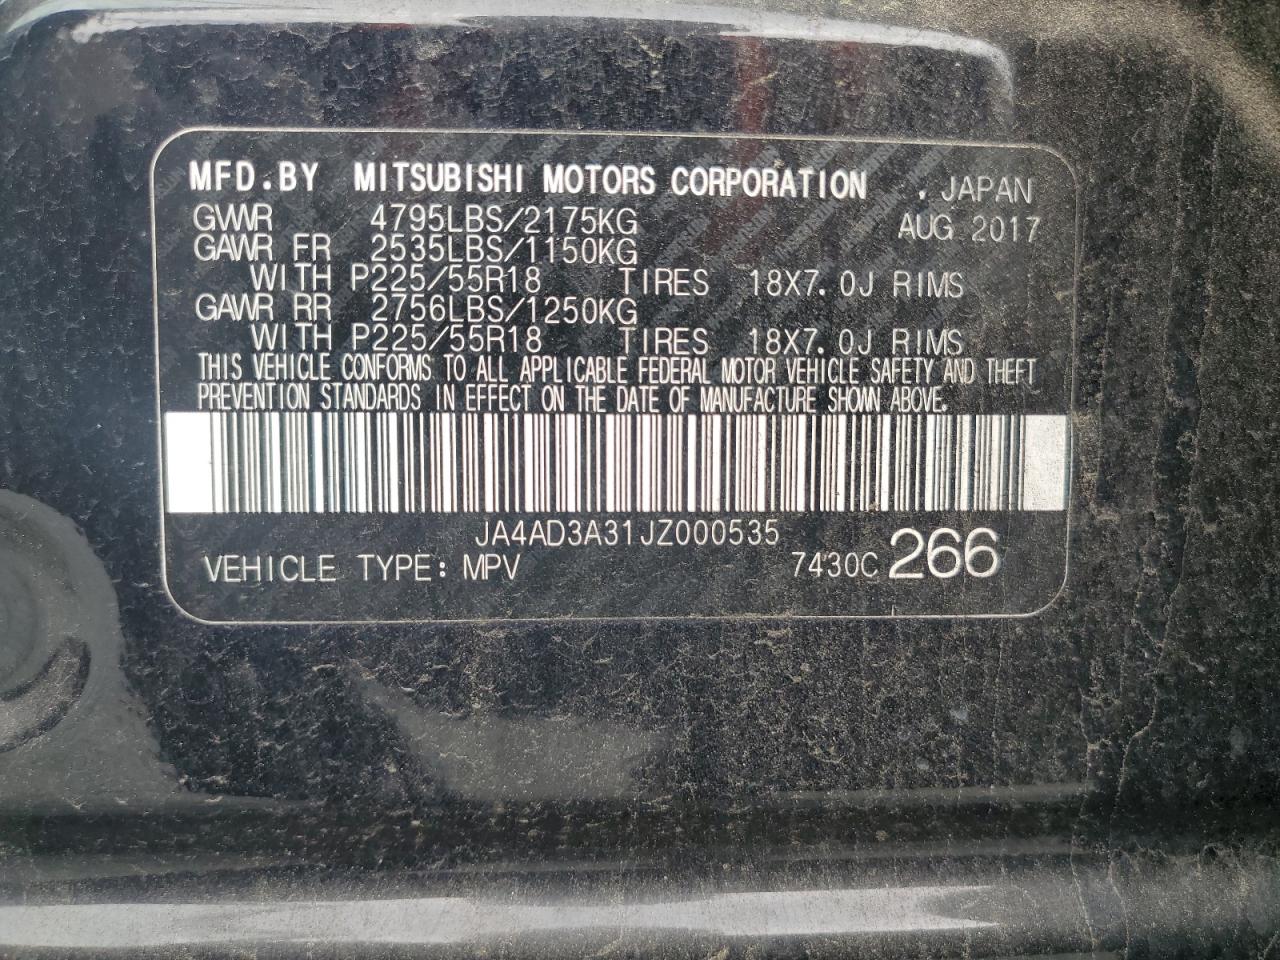 MFD.BY MITSUBISHI MOTORS CORPORATION , JAPAN
GVWR 4795LBS/2175KG AUG 2017
GAWR FR 2535LBS/1150KG
WITH P225/55R18 TIRES 18X7.0J RIMS
GAWR RR 2756LBS/1250KG
WITH P225/55R18 TIRES 18X7.0J RIMS
THIS VEHICLE CONFORMS TO ALL APPLICABLE FEDERAL MOTOR VEHICLE SAFETY AND THEFT
PREVENTION STANDARDS IN EFFECT ON THE DATE OF MANUFACTURE SHOWN ABOVE.
JA4AD3A31JZ000535
VEHICLE TYPE: MPV 7430C 266